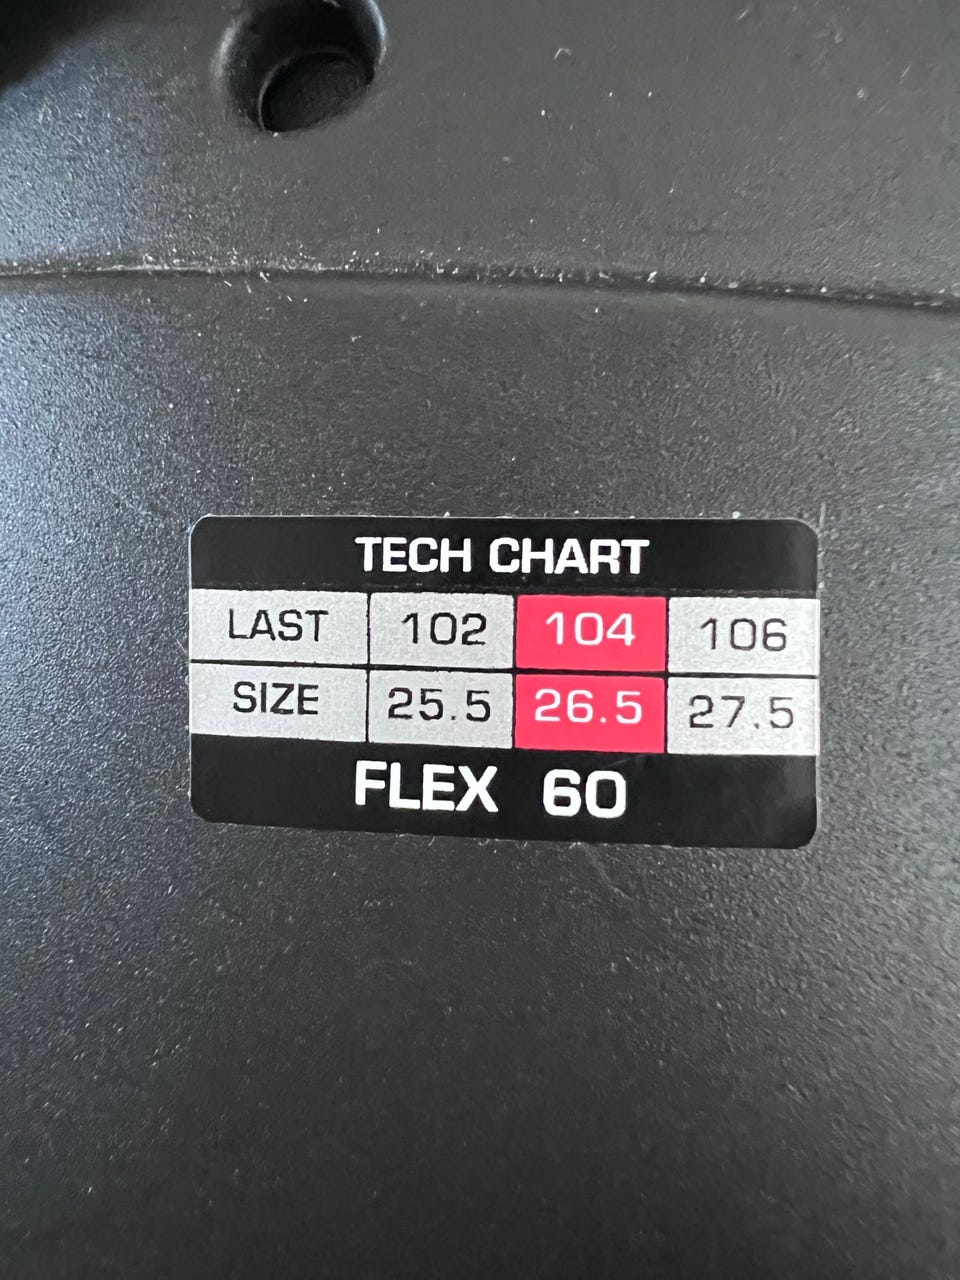 TECH CHART
LAST 102 104 106
SIZE 25.5 26.5 27.5
FLEX 60